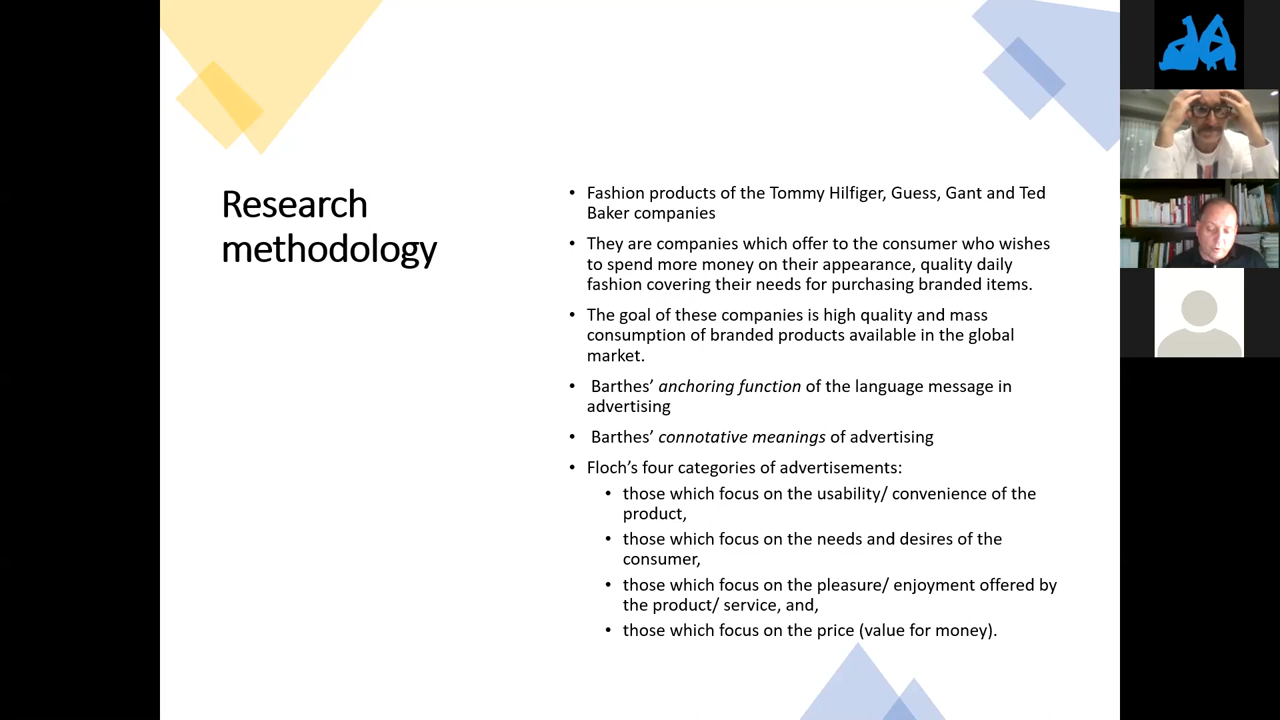 Research
methodology
• Fashion products of the Tommy Hilfiger, Guess, Gant and Ted
Baker companies
• They are companies which offer to the consumer who wishes
to spend more money on their appearance, quality daily
fashion covering their needs for purchasing branded items.
• The goal of these companies is high quality and mass
consumption of branded products available in the global
market.
• Barthes’ anchoring function of the language message in
advertising
• Barthes’ connotative meanings of advertising
• Floch’s four categories of advertisements:
• those which focus on the usability/ convenience of the
product,
• those which focus on the needs and desires of the
consumer,
• those which focus on the pleasure/ enjoyment offered by
the product/ service, and,
• those which focus on the price (value for money).